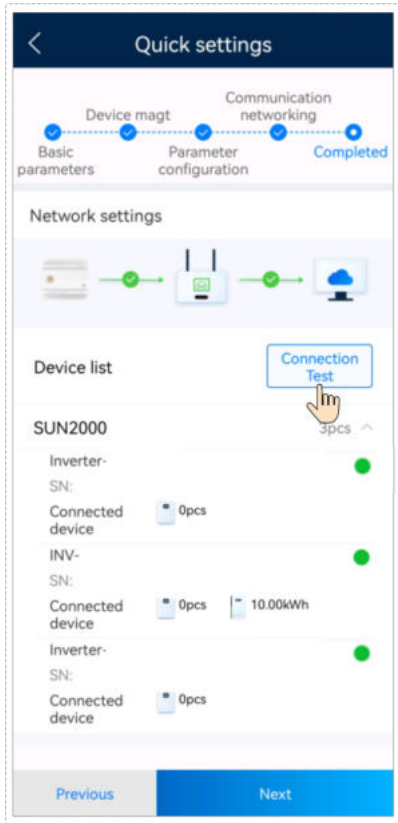 Quick settings
Communication
Device magt
networking
Basic
Parameter
Completed
parameters
configuration
Network settings
Device list
Connection
Test
SUN2000
3pcs
Inverter-
SN:
Connected
0pcs
device
INV-
SN:
Connected
0pcs
10.00kWh
device
Inverter-
SN:
Connected
0pcs
device
Previous
Next